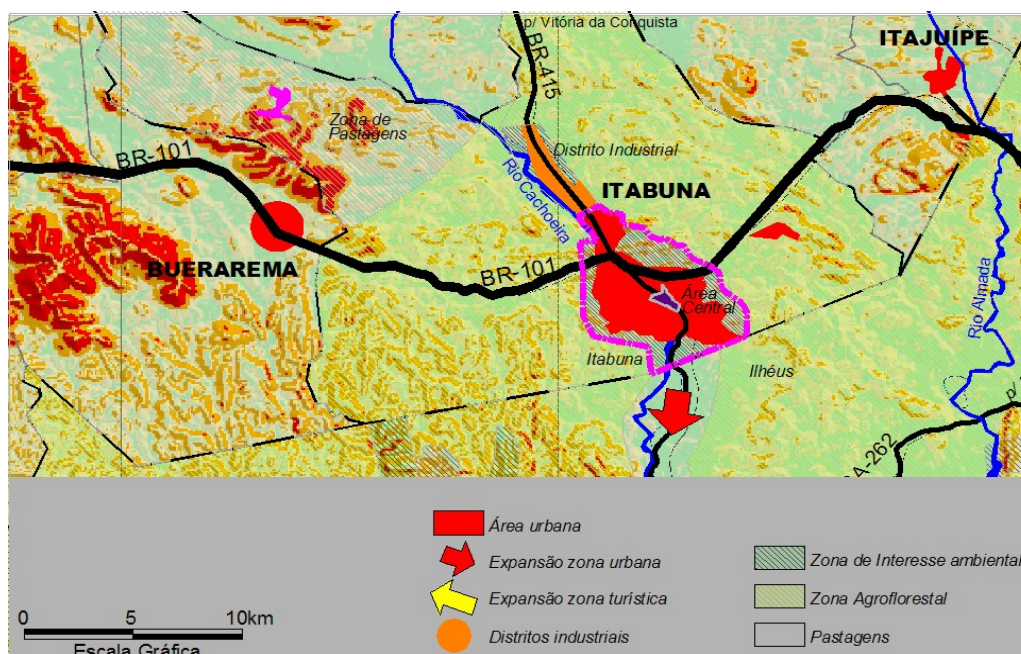 p/ Vitória da Conquista
BR-415
ITAJUÍPE
Zona de
Pastagens
BR-101
Distrito Industrial
ITABUNA
Rio Cachoeira
BUERAREMA
BR-101
Área
Central
Rio Almada
Itabuna
Ilhéus
p/
A-262
Área urbana
Expansão zona urbana
Zona de Interesse ambiental
Expansão zona turística
Zona Agroflorestal
0 5 10km
Distritos industriais
Pastagens
Escala Gráfica